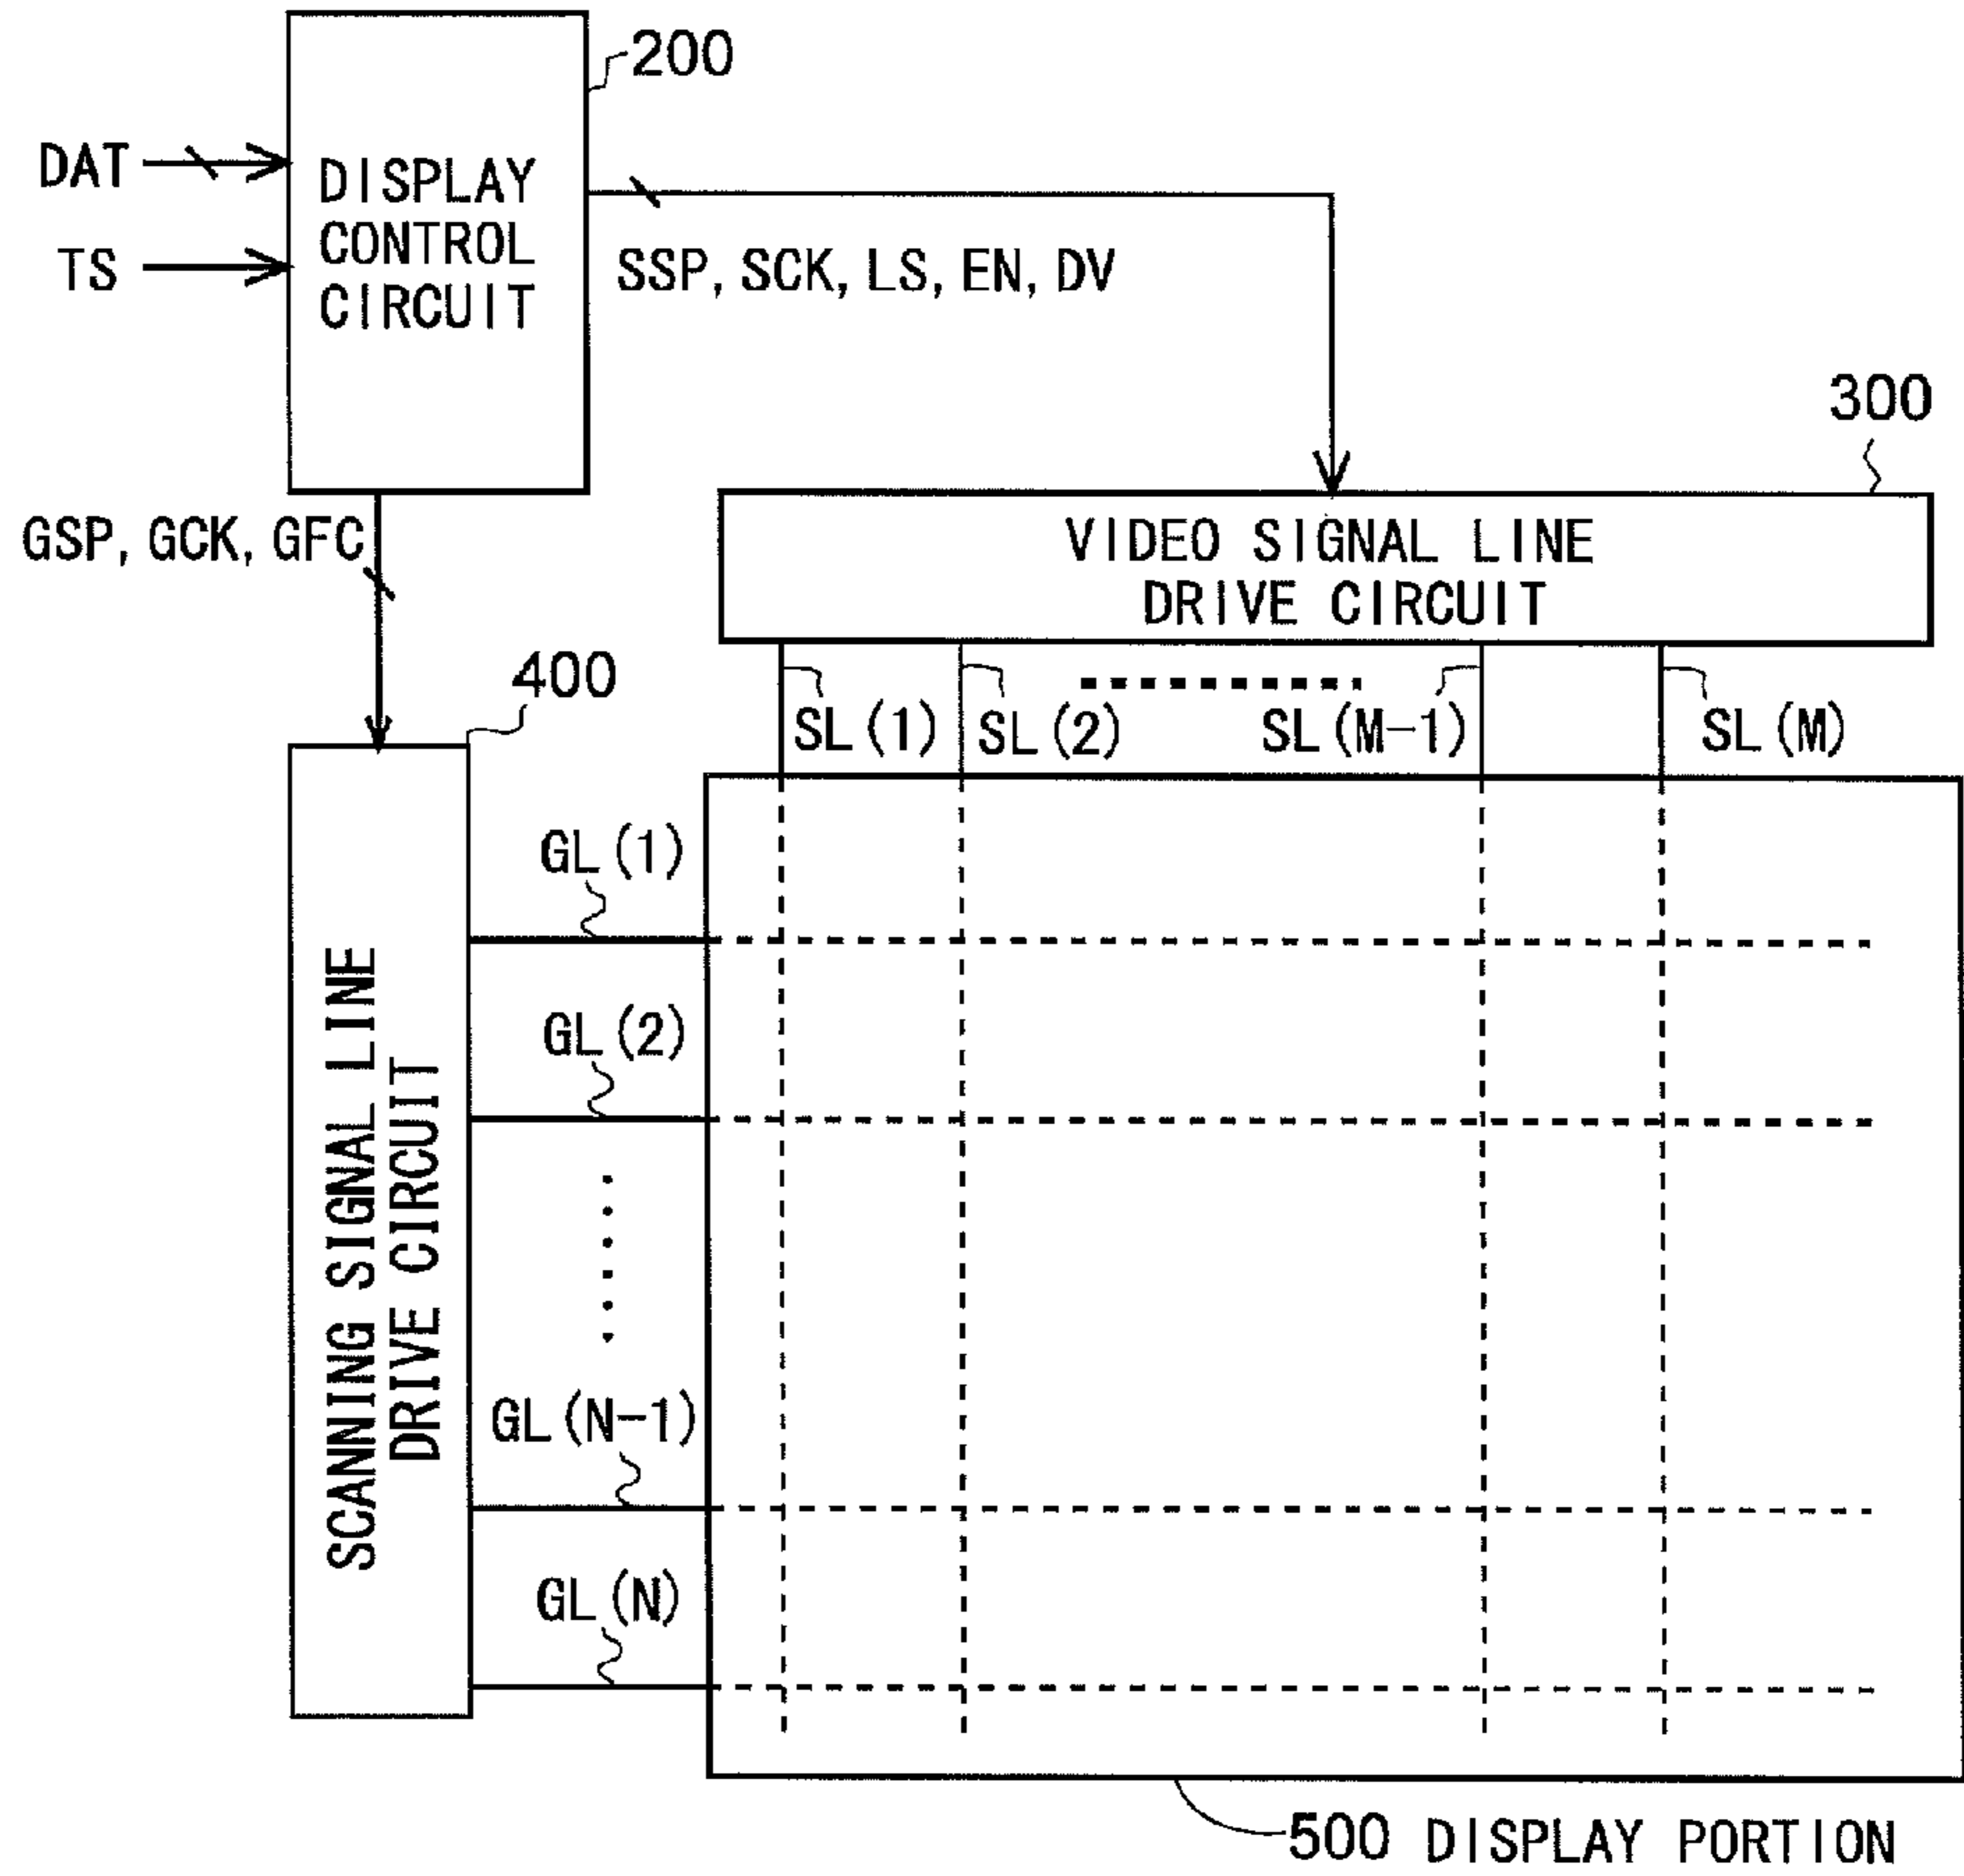 200
DAT
TS
DISPLAY
CONTROL
CIRCUIT
SSP, SCK, LS, EN, DV
300
GSP, GCK, GFC
VIDEO SIGNAL LINE
DRIVE CIRCUIT
400
SL(1) SL(2) SL(M-1) SL(M)
GL(1)
GL(2)
GL(N-1)
GL(N)
SCANNING SIGNAL LINE
DRIVE CIRCUIT
500 DISPLAY PORTION